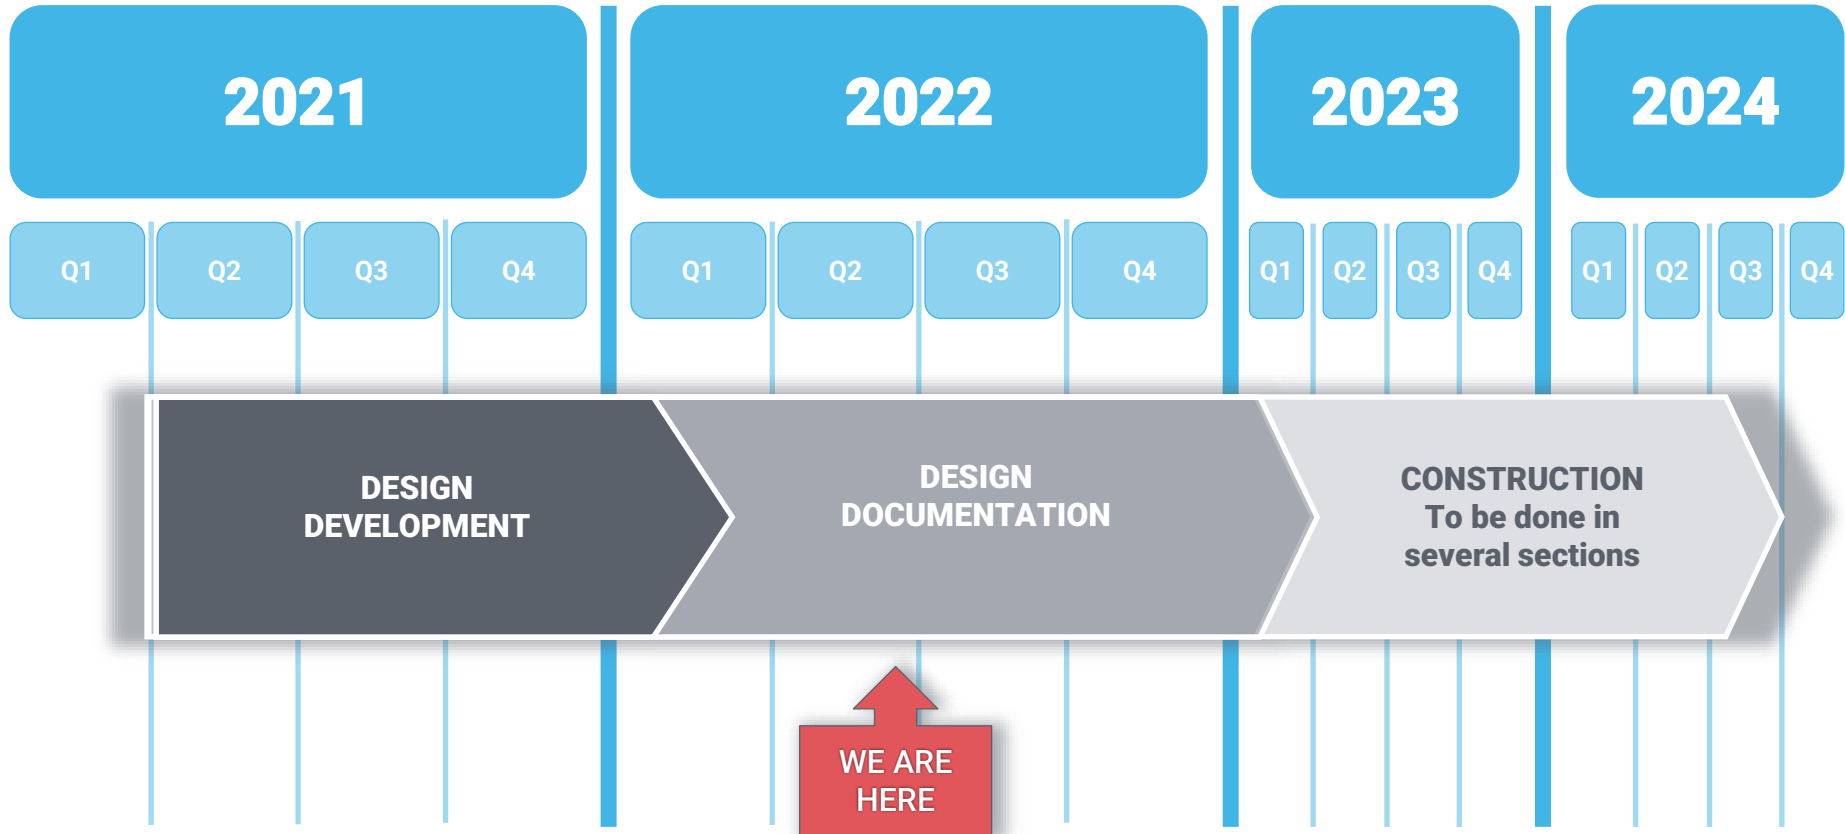 2021
2022
2023
2024
Q1
Q2
Q3
Q4
Q1
Q2
Q3
Q4
Q1
Q2
Q3
Q4
Q1
Q2
Q3
Q4
DESIGN
DEVELOPMENT
DESIGN
DOCUMENTATION
CONSTRUCTION
To be done in
several sections
WE ARE
HERE